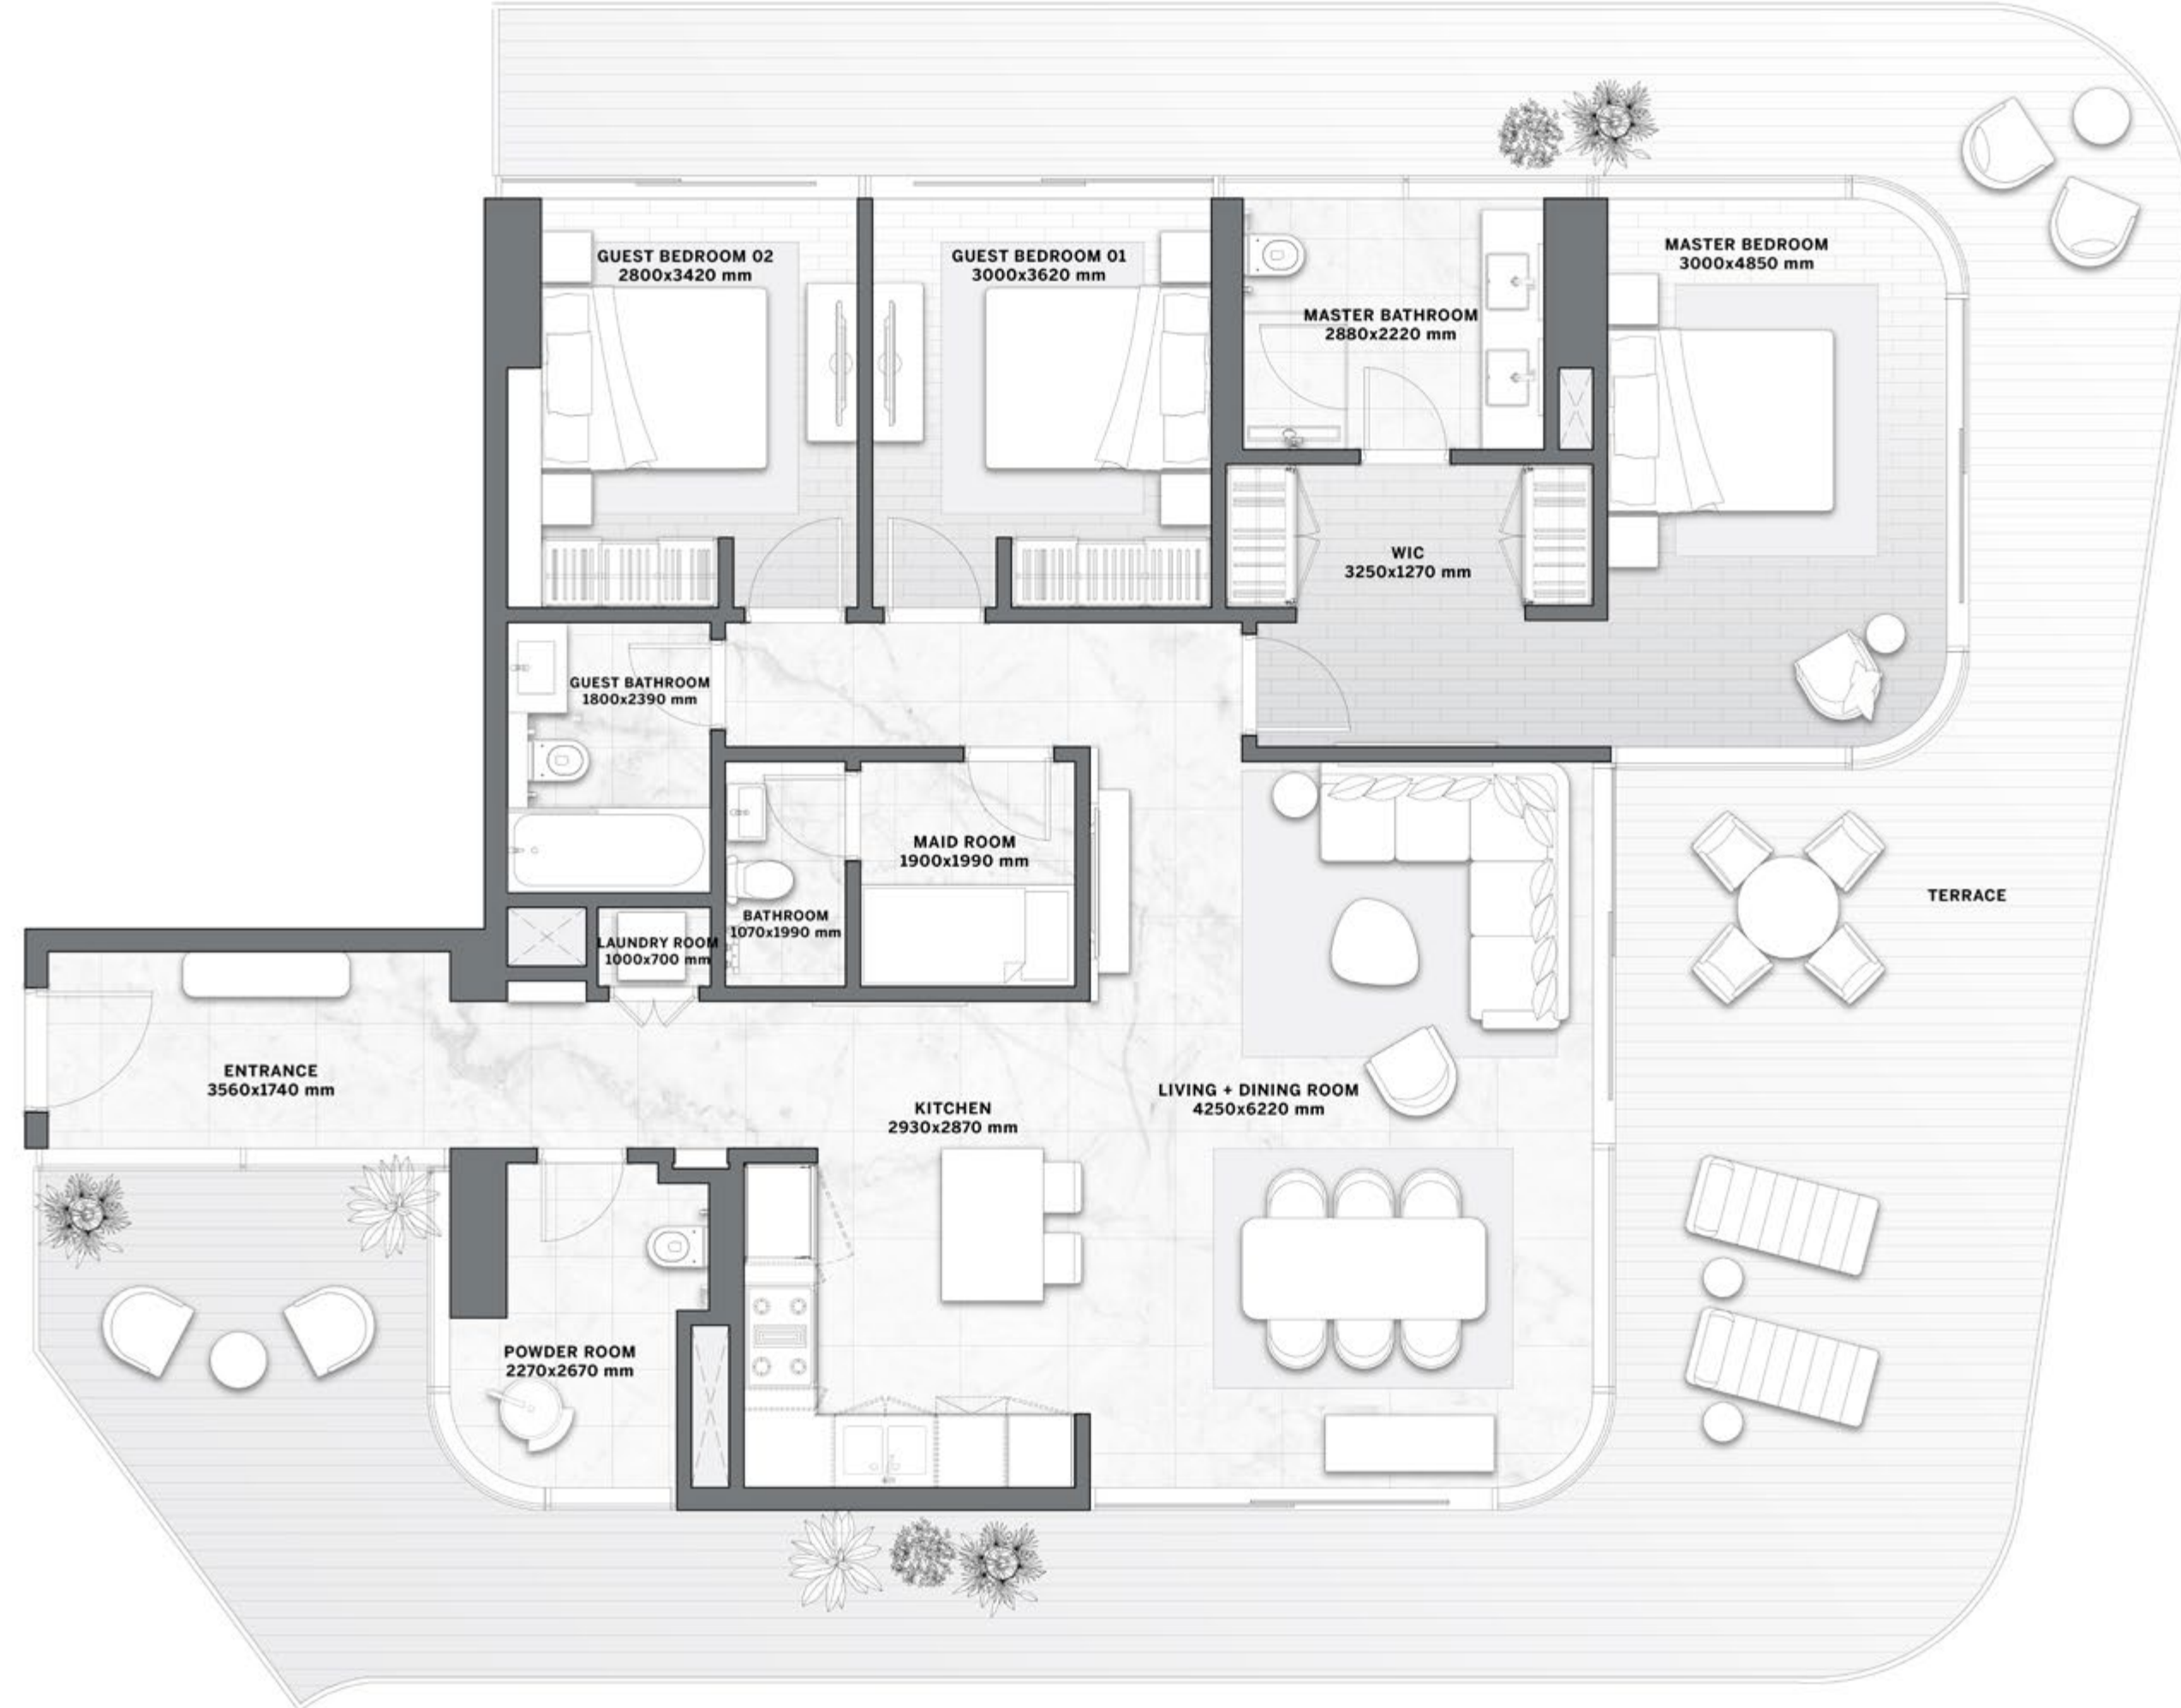 GUEST BEDROOM 02
2800x3420 mm
GUEST BEDROOM 01
3000x3620 mm
MASTER BATHROOM
2880x2220 mm
MASTER BEDROOM
3000x4850 mm
WIC
3250x1270 mm
GUEST BATHROOM
1800x2390 mm
MAID ROOM
1900x1990 mm
BATHROOM
1070x1990 mm
LAUNDRY ROOM
1000x700 mm
TERRACE
ENTRANCE
3560x1740 mm
KITCHEN
2930x2870 mm
LIVING + DINING ROOM
4250x6220 mm
POWDER ROOM
2270x2670 mm